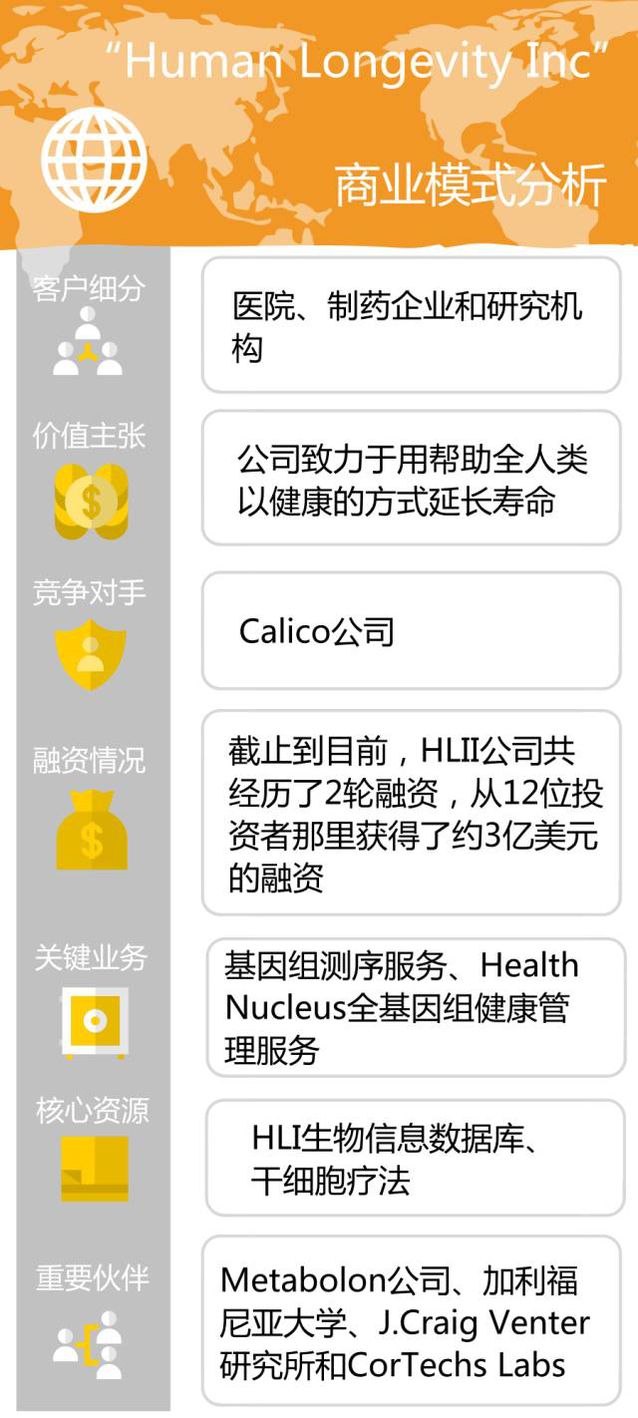 “Human Longevity Inc”
商业模式分析
客户细分
医院、制药企业和研究机
构
价值主张
公司致力于用帮助全人类
以健康的方式延长寿命
竞争对手
Calico公司
融资情况
截止到目前，HLII公司共
经历了2轮融资，从12位投
资者那里获得了约3亿美元
的融资
关键业务
基因组测序服务、Health
Nucleus全基因组健康管
理服务
核心资源
HLI生物信息数据库、
干细胞疗法
重要伙伴
Metabolon公司、加利福
尼亚大学、J.Craig Venter
研究所和CorTechs Labs